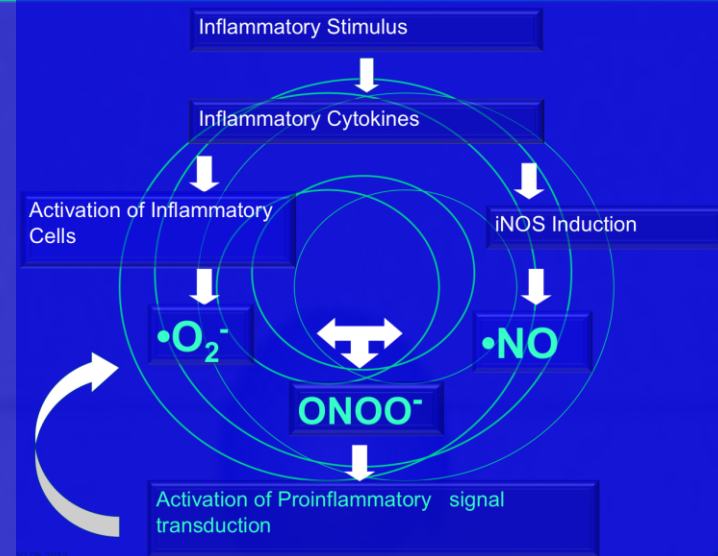 Inflammatory Stimulus
Inflammatory Cytokines
Activation of Inflammatory
Cells
iNOS Induction
•O₂⁻
•NO
ONOO⁻
Activation of Proinflammatory signal
transduction